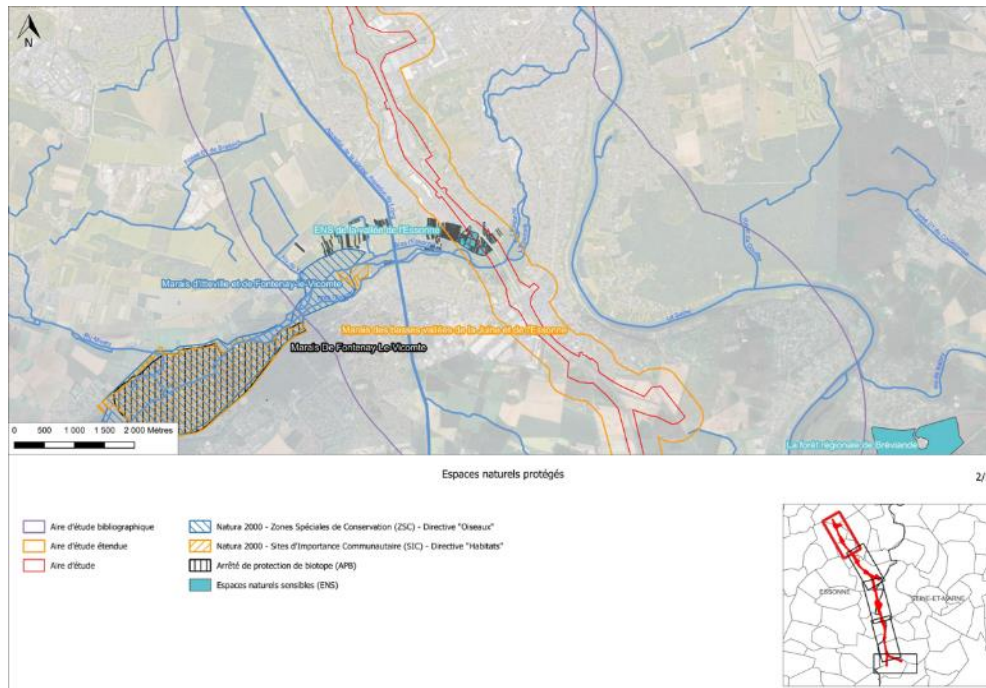 N
ENS de la vallée de l'Essonne
Marais d'Itteville et de Fontenay-le-Vicomte
Marais des basses vallées de la Juine et de l'Essonne
Marais De Fontenay-Le-Vicomte
La Seine
0 500 1 000 1 500 2 000 Mètres
La forêt régionale de Bréviande
Espaces naturels protégés
2/
Aire d'étude bibliographique
Aire d'étude étendue
Aire d'étude
Natura 2000 - Zones Spéciales de Conservation (ZSC) - Directive "Oiseaux"
Natura 2000 - Sites d'Importance Communautaire (SIC) - Directive "Habitats"
Arrêté de protection de biotope (APB)
Espaces naturels sensibles (ENS)
ESSONNE
SEINE-ET-MARNE